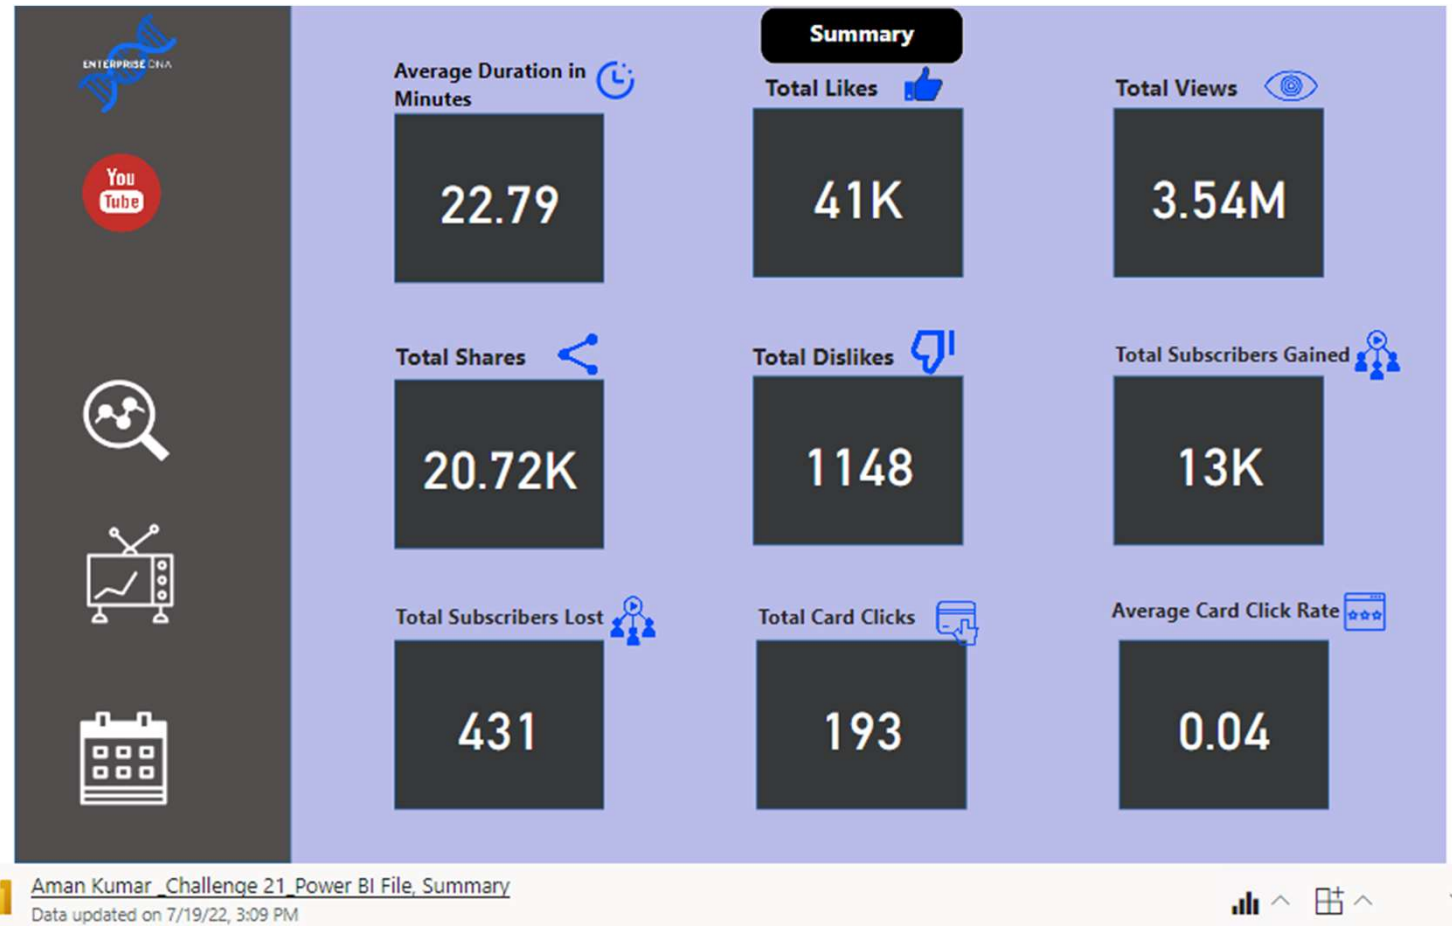 Summary
ENTERPRISE DNA
You
Tube
Average Duration in
Minutes
22.79
Total Likes
41K
Total Views
3.54M
Total Shares
20.72K
Total Dislikes
1148
Total Subscribers Gained
13K
Total Subscribers Lost
431
Total Card Clicks
193
Average Card Click Rate
0.04
Aman Kumar _Challenge 21_Power BI File, Summary
Data updated on 7/19/22, 3:09 PM